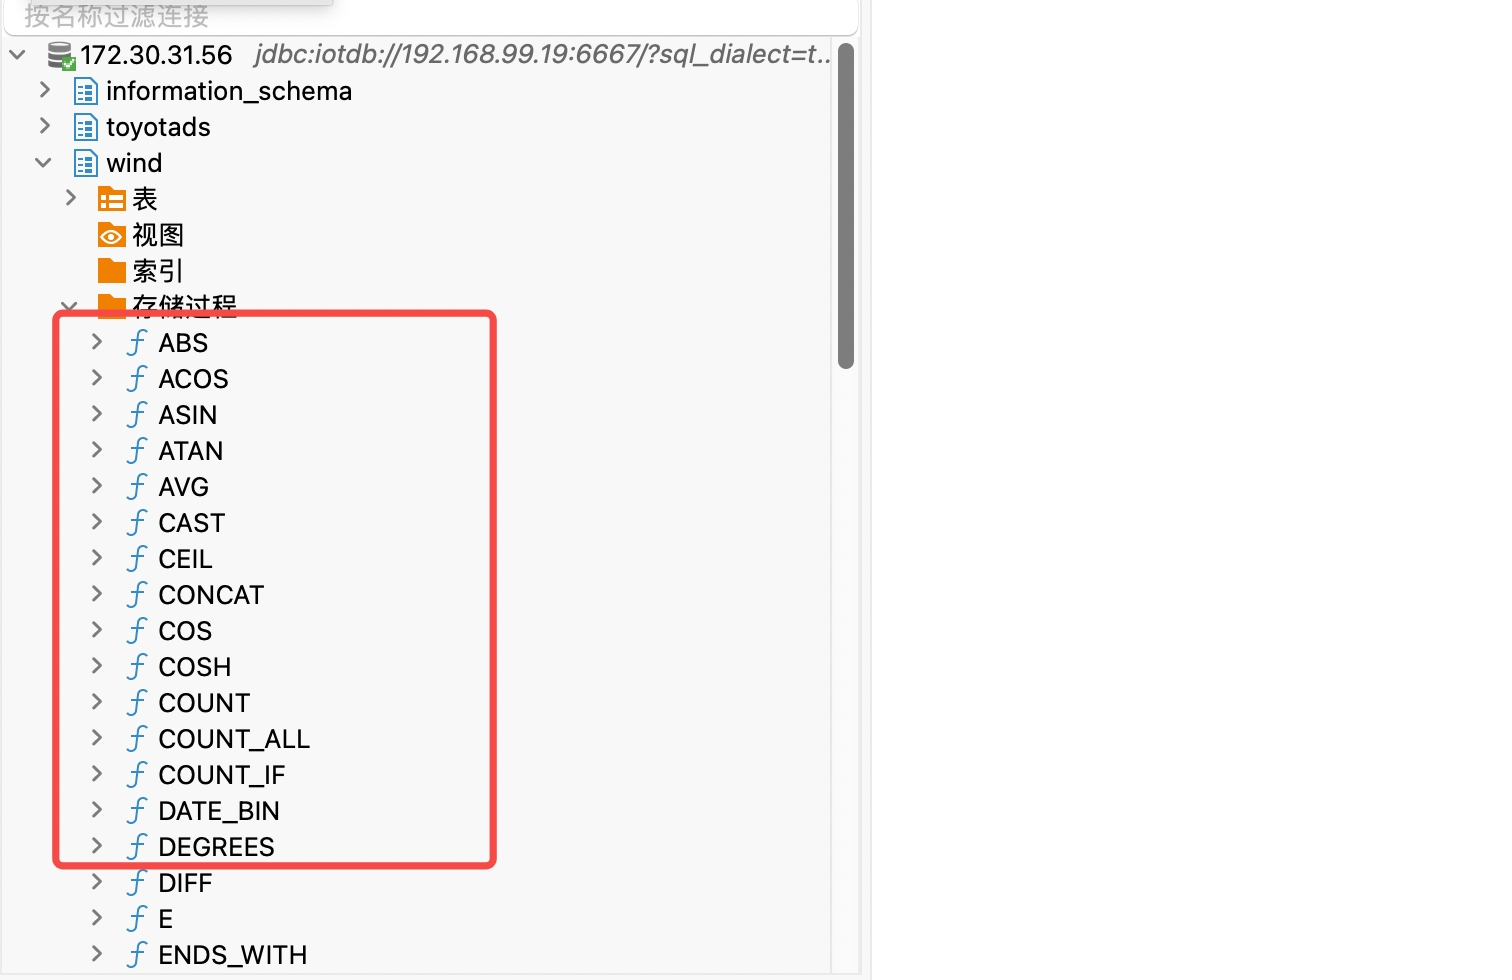 按名称过滤连接
172.30.31.56 jdbc:iotdb://192.168.99.19:6667/?sql_dialect=t..
information_schema
toyotads
wind
表
视图
索引
存储过程
ABS
ACOS
ASIN
ATAN
AVG
CAST
CEIL
CONCAT
COS
COSH
COUNT
COUNT_ALL
COUNT_IF
DATE_BIN
DEGREES
DIFF
E
ENDS_WITH